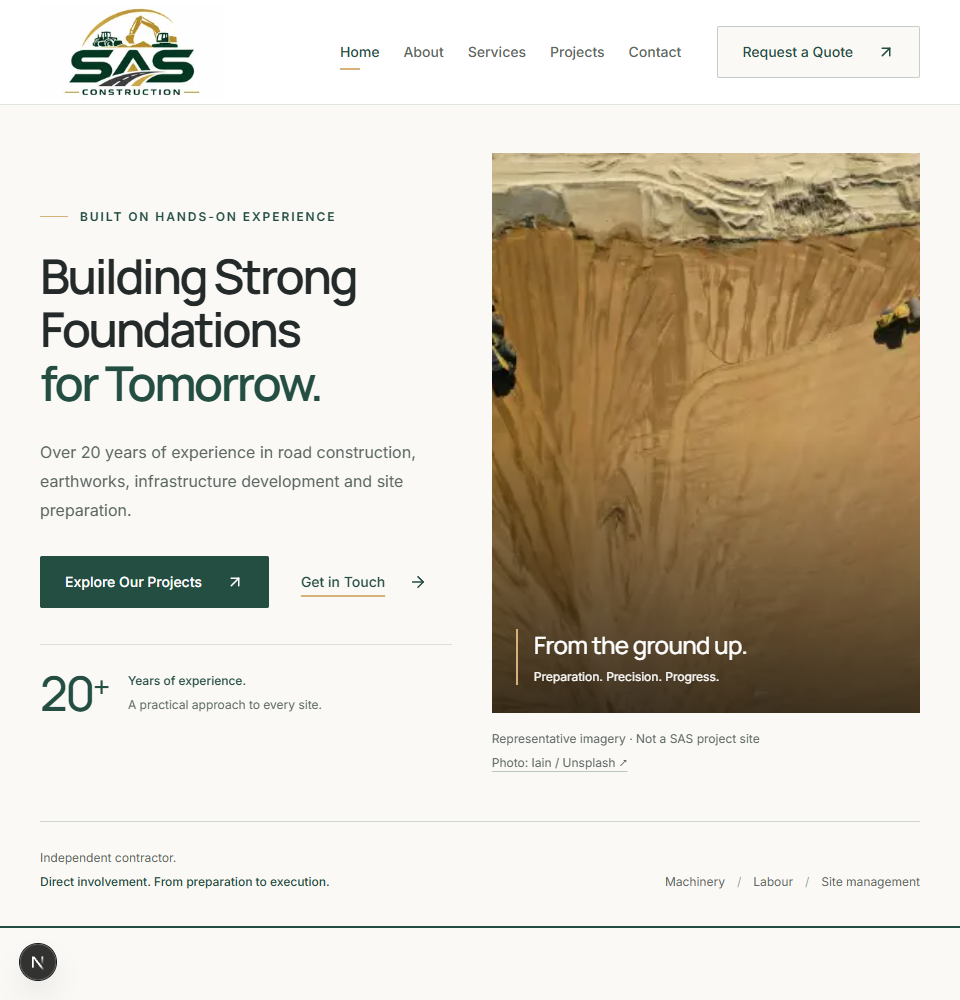 SAS
CONSTRUCTION
Home
About
Services
Projects
Contact
Request a Quote
BUILT ON HANDS-ON EXPERIENCE
Building Strong
Foundations
for Tomorrow.
Over 20 years of experience in road construction,
earthworks, infrastructure development and site
preparation.
Explore Our Projects
Get in Touch
20+
Years of experience.
A practical approach to every site.
From the ground up.
Preparation. Precision. Progress.
Representative imagery · Not a SAS project site
Photo: Iain / Unsplash ↗
Independent contractor.
Direct involvement. From preparation to execution.
Machinery / Labour / Site management
N